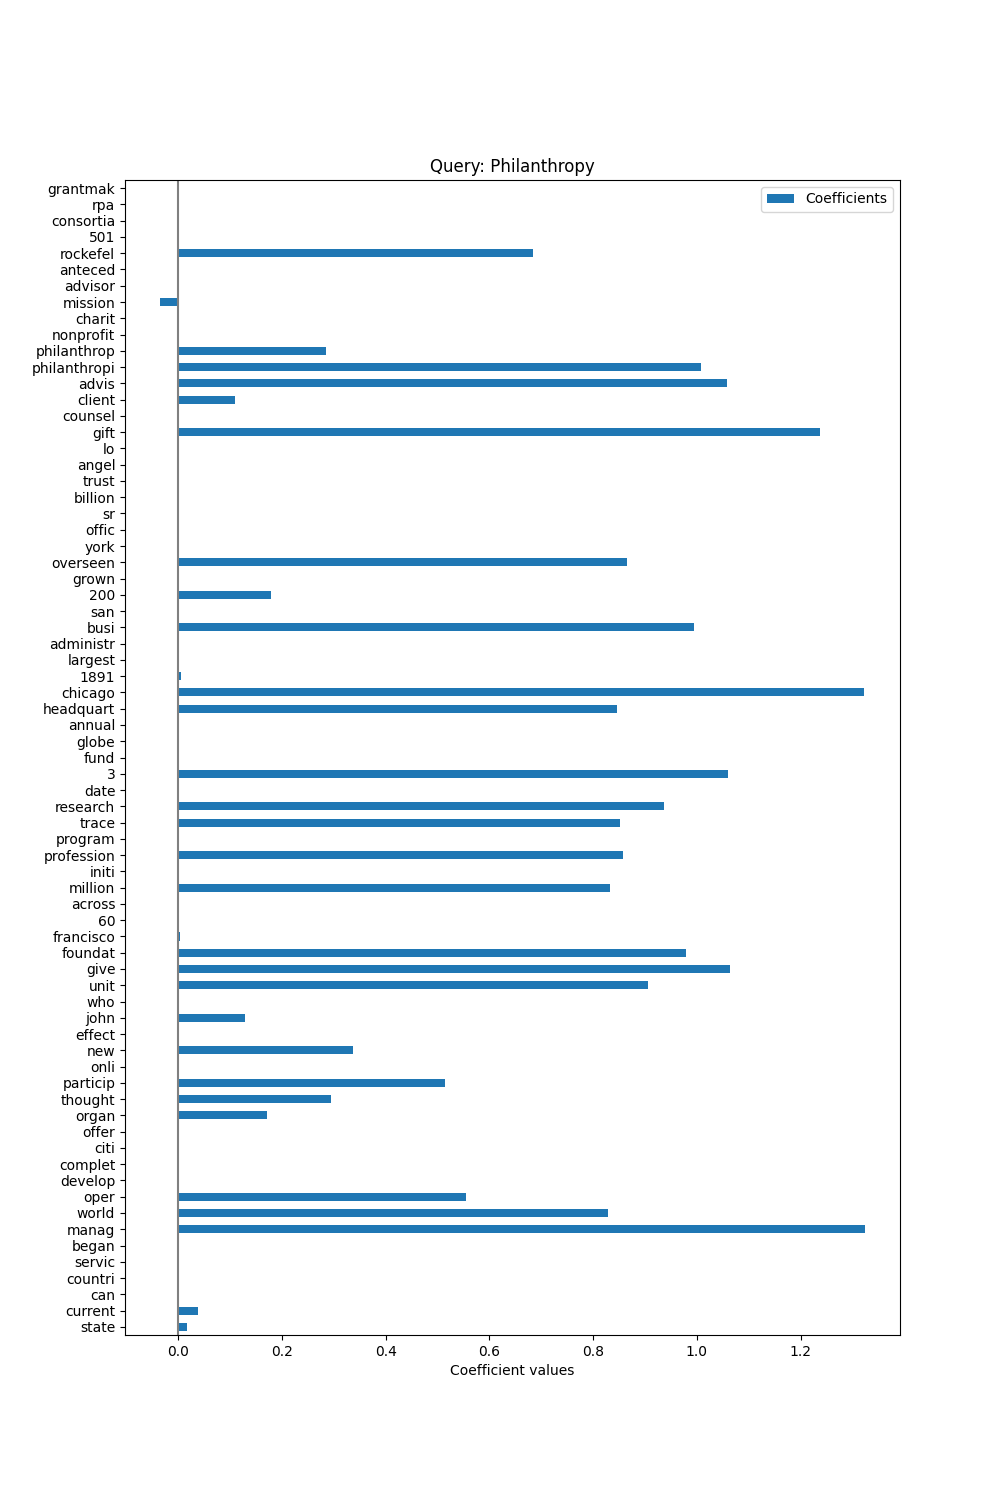 Query: Philanthropy
Coefficients
grantmak
rpa
consortia
501
rockefel
anteced
advisor
mission
charit
nonprofit
philanthrop
philanthropi
advis
client
counsel
gift
lo
angel
trust
billion
sr
offic
york
overseen
grown
200
san
busi
administr
largest
1891
chicago
headquart
annual
globe
fund
3
date
research
trace
program
profession
initi
million
across
60
francisco
foundat
give
unit
who
john
effect
new
onli
particip
thought
organ
offer
citi
complet
develop
oper
world
manag
began
servic
countri
can
current
state
0.0 0.2 0.4 0.6 0.8 1.0 1.2
Coefficient values